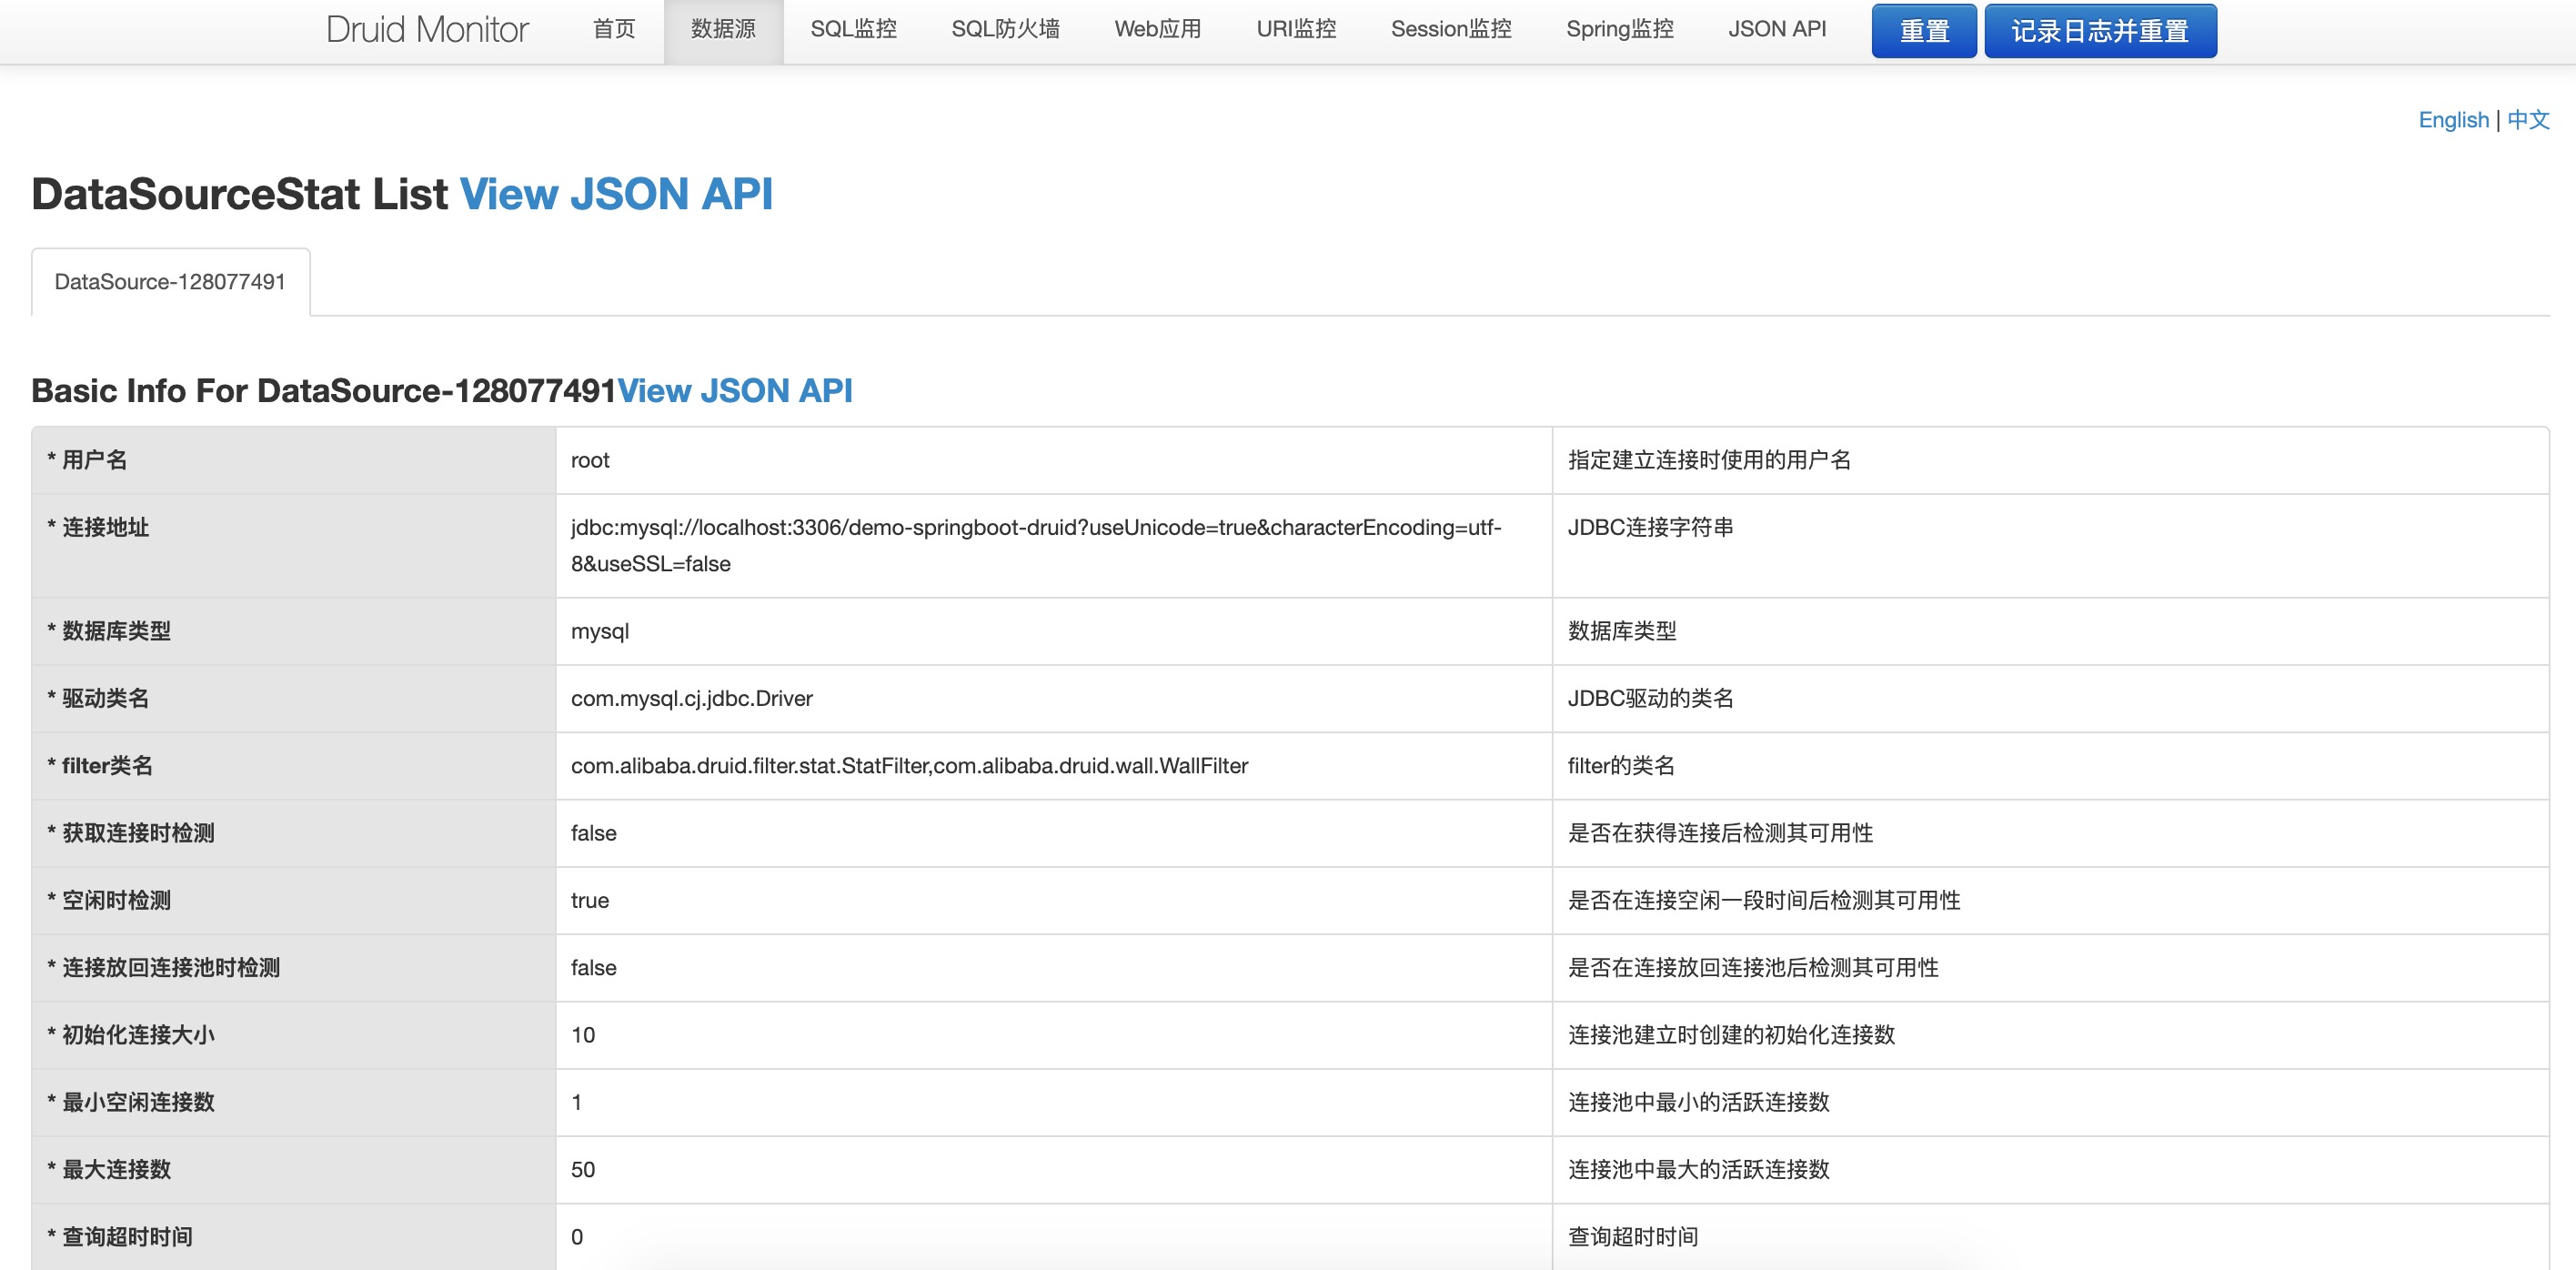 Druid Monitor 首页 数据源 SQL监控 SQL防火墙 Web应用 URI监控 Session监控 Spring监控 JSON API 重置 记录日志并重置
English | 中文
DataSourceStat List View JSON API
DataSource-128077491
Basic Info For DataSource-128077491View JSON API
* 用户名 root 指定建立连接时使用的用户名
* 连接地址 jdbc:mysql://localhost:3306/demo-springboot-druid?useUnicode=true&characterEncoding=utf- JDBC连接字符串
8&useSSL=false
* 数据库类型 mysql 数据库类型
* 驱动类名 com.mysql.cj.jdbc.Driver JDBC驱动的类名
* filter类名 com.alibaba.druid.filter.stat.StatFilter,com.alibaba.druid.wall.WallFilter filter的类名
* 获取连接时检测 false 是否在获得连接后检测其可用性
* 空闲时检测 true 是否在连接空闲一段时间后检测其可用性
* 连接放回连接池时检测 false 是否在连接放回连接池后检测其可用性
* 初始化连接大小 10 连接池建立时创建的初始化连接数
* 最小空闲连接数 1 连接池中最小的活跃连接数
* 最大连接数 50 连接池中最大的活跃连接数
* 查询超时时间 0 查询超时时间